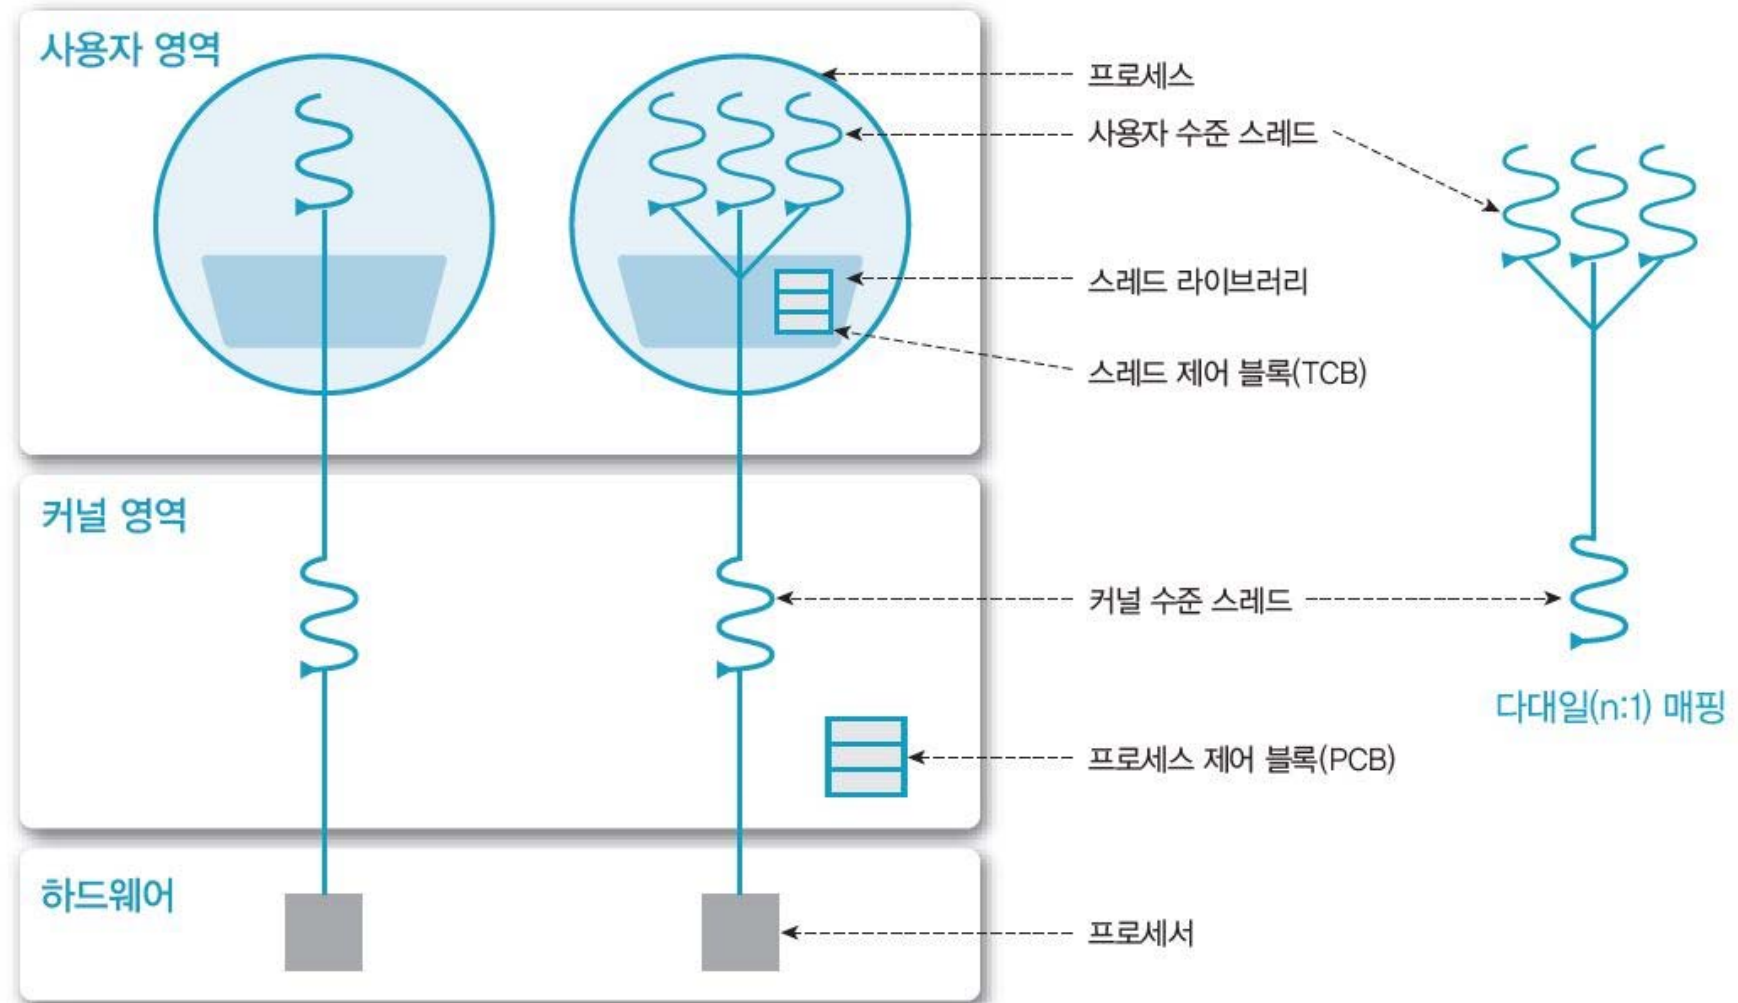 사용자 영역
프로세스
사용자 수준 스레드
스레드 라이브러리
스레드 제어 블록(TCB)
커널 영역
커널 수준 스레드
다대일(n:1) 매핑
프로세스 제어 블록(PCB)
하드웨어
프로세서